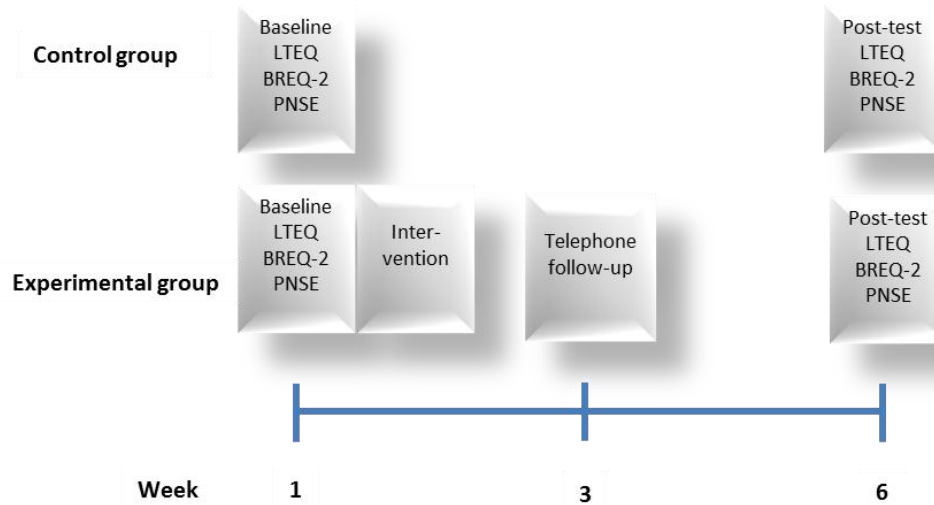 Control group
Baseline
LTEQ
BREQ-2
PNSE
Post-test
LTEQ
BREQ-2
PNSE
Experimental group
Baseline
LTEQ
BREQ-2
PNSE
Inter-
vention
Telephone
follow-up
Post-test
LTEQ
BREQ-2
PNSE
Week
1
3
6